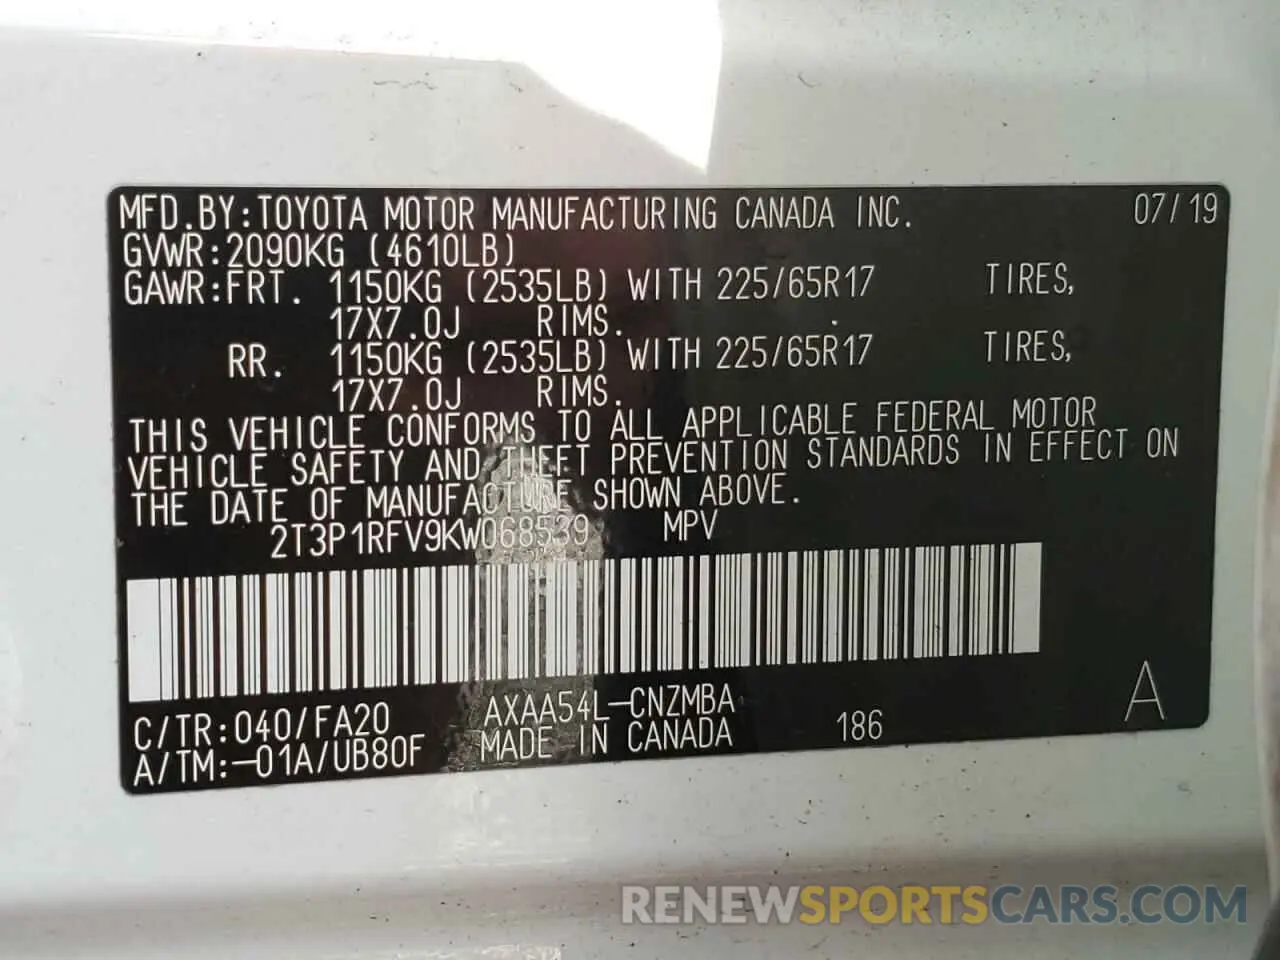 MFD.BY:TOYOTA MOTOR MANUFACTURING CANADA INC. 07/19
GVWR:2090KG (4610LB)
GAWR:FRT. 1150KG (2535LB) WITH 225/65R17 TIRES,
17X7.0J RIMS.
RR. 1150KG (2535LB) WITH 225/65R17 TIRES,
17X7.0J RIMS.
THIS VEHICLE CONFORMS TO ALL APPLICABLE FEDERAL MOTOR
VEHICLE SAFETY AND THEFT PREVENTION STANDARDS IN EFFECT ON
THE DATE OF MANUFACTURE SHOWN ABOVE.
2T3P1RFV9KW068539 MPV
C/TR:040/FA20 AXAA54L-CNZMBA 186 A
A/TM:-01A/UB80F MADE IN CANADA
RENEWSPORTSCARS.COM